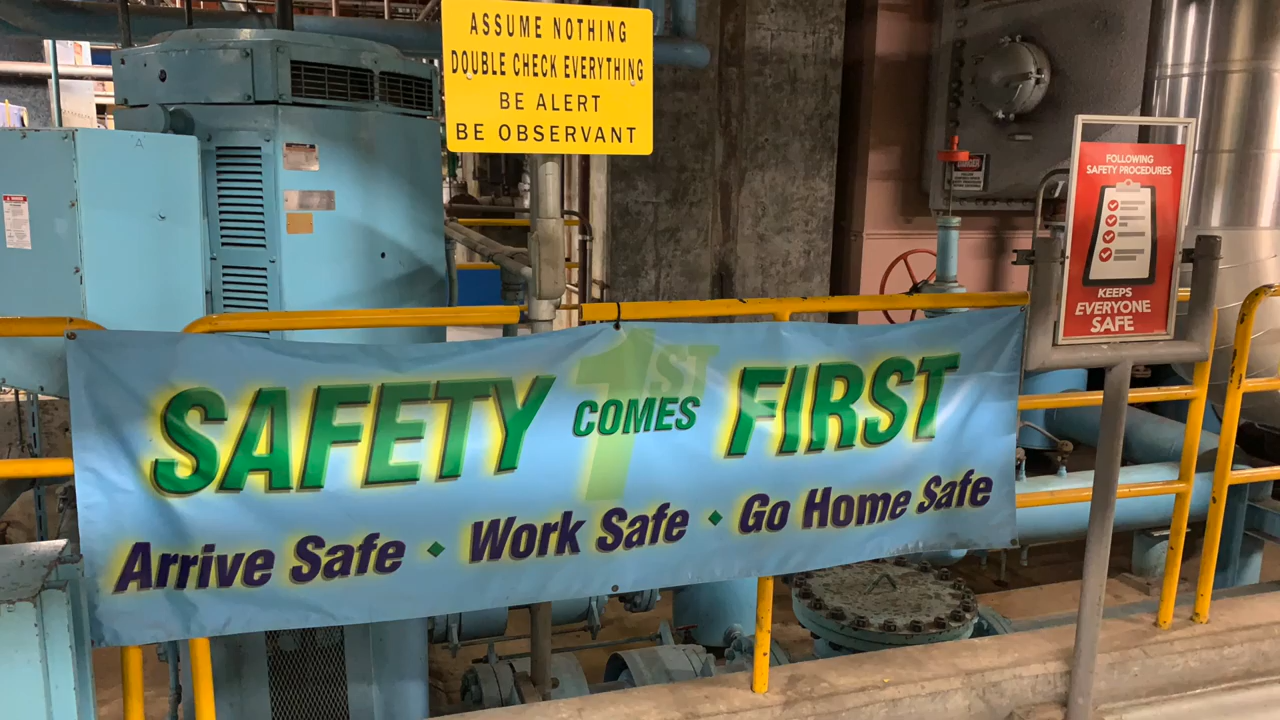 ASSUME NOTHING
DOUBLE CHECK EVERYTHING
BE ALERT
BE OBSERVANT
FOLLOWING
SAFETY PROCEDURES
KEEPS
EVERYONE
SAFE
DANGER
A
1ST
SAFETY COMES FIRST
Arrive Safe • Work Safe • Go Home Safe